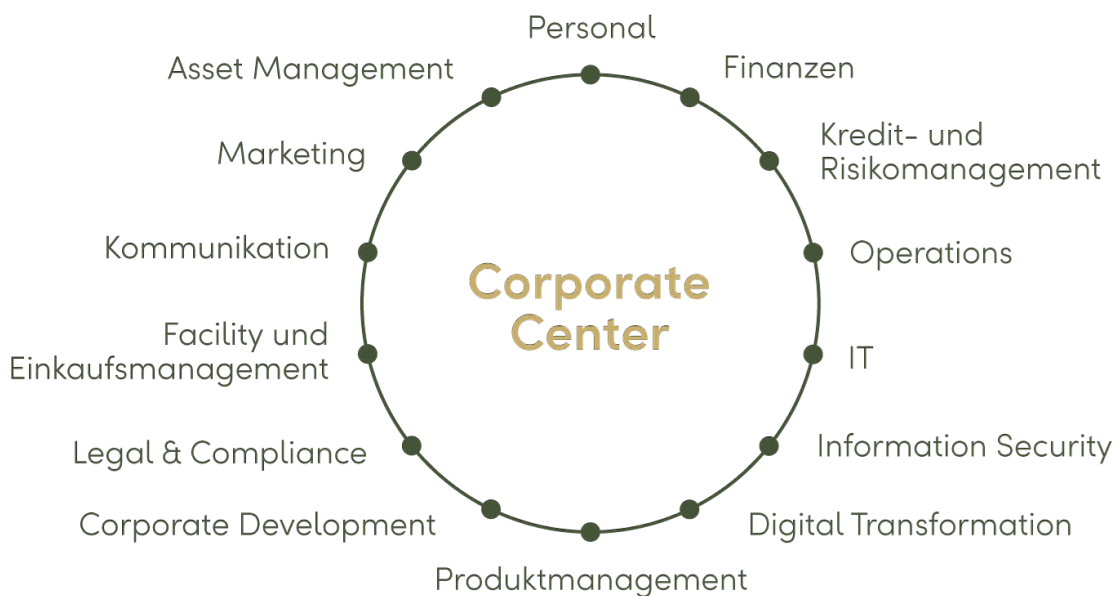 Personal
Finanzen
Kredit- und
Risikomanagement
Operations
IT
Information Security
Digital Transformation
Produktmanagement
Corporate Development
Legal & Compliance
Facility und
Einkaufsmanagement
Kommunikation
Marketing
Asset Management
Corporate
Center